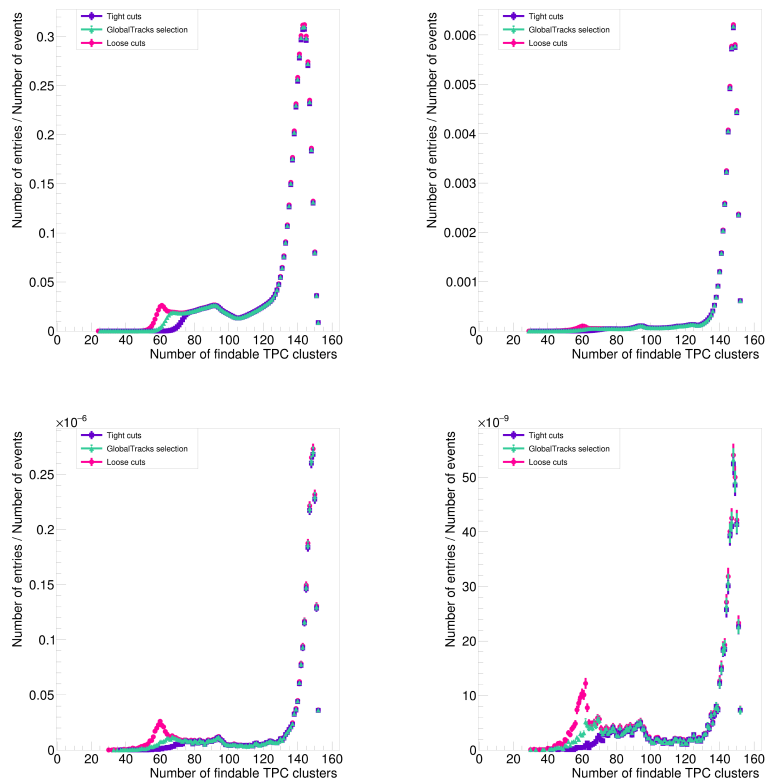 Tight cuts
GlobalTracks selection
Loose cuts
Number of entries / Number of events
0.3
0.25
0.2
0.15
0.1
0.05
0
0 20 40 60 80 100 120 140 160
Number of findable TPC clusters
Tight cuts
GlobalTracks selection
Loose cuts
Number of entries / Number of events
0.006
0.005
0.004
0.003
0.002
0.001
0
0 20 40 60 80 100 120 140 160
Number of findable TPC clusters
×10⁻⁶
Tight cuts
GlobalTracks selection
Loose cuts
Number of entries / Number of events
0.25
0.2
0.15
0.1
0.05
0
0 20 40 60 80 100 120 140 160
Number of findable TPC clusters
×10⁻⁹
Tight cuts
GlobalTracks selection
Loose cuts
Number of entries / Number of events
50
40
30
20
10
0
0 20 40 60 80 100 120 140 160
Number of findable TPC clusters